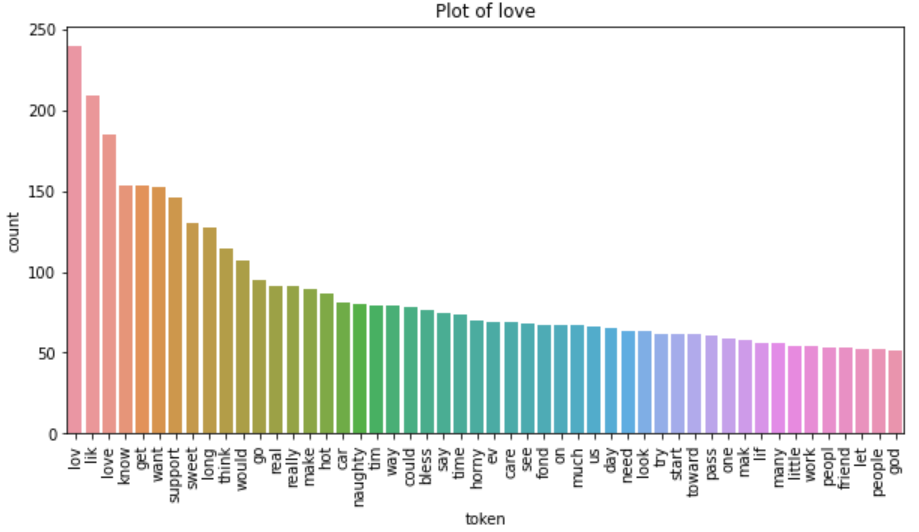 Plot of love
250
200
150
100
50
0
count
lov lik love know get want support sweet long think would go real really make hot car naughty tim way could bless say time horny ev care see fond on much us day need look try start toward pass one mak lif many little work peopl friend let people god
token